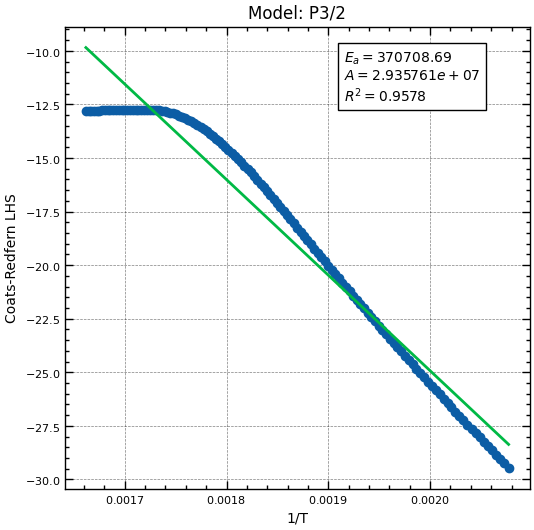 Model: P3/2
Coats-Redfern LHS
-10.0
-12.5
-15.0
-17.5
-20.0
-22.5
-25.0
-27.5
-30.0
E_a = 370708.69
A = 2.935761e + 07
R^2 = 0.9578
0.0017 0.0018 0.0019 0.0020
1/T